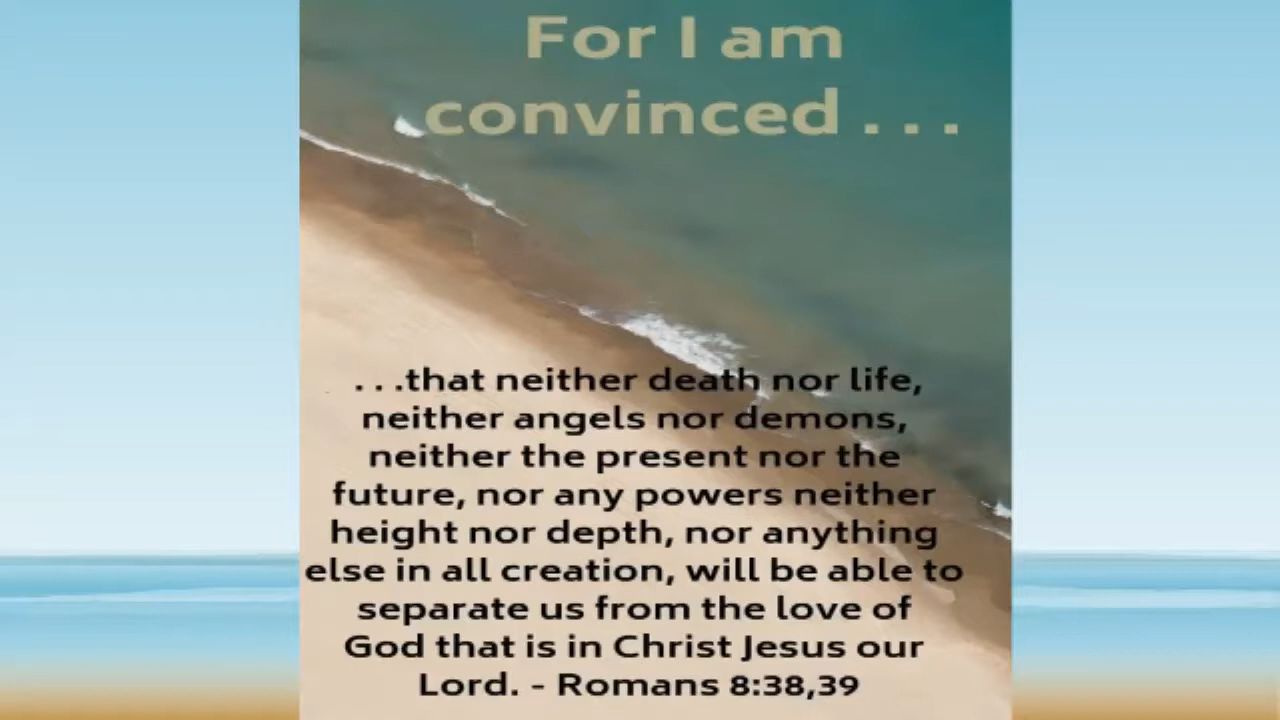 For I am
convinced . . .
. . .that neither death nor life,
neither angels nor demons,
neither the present nor the
future, nor any powers neither
height nor depth, nor anything
else in all creation, will be able to
separate us from the love of
God that is in Christ Jesus our
Lord. - Romans 8:38,39